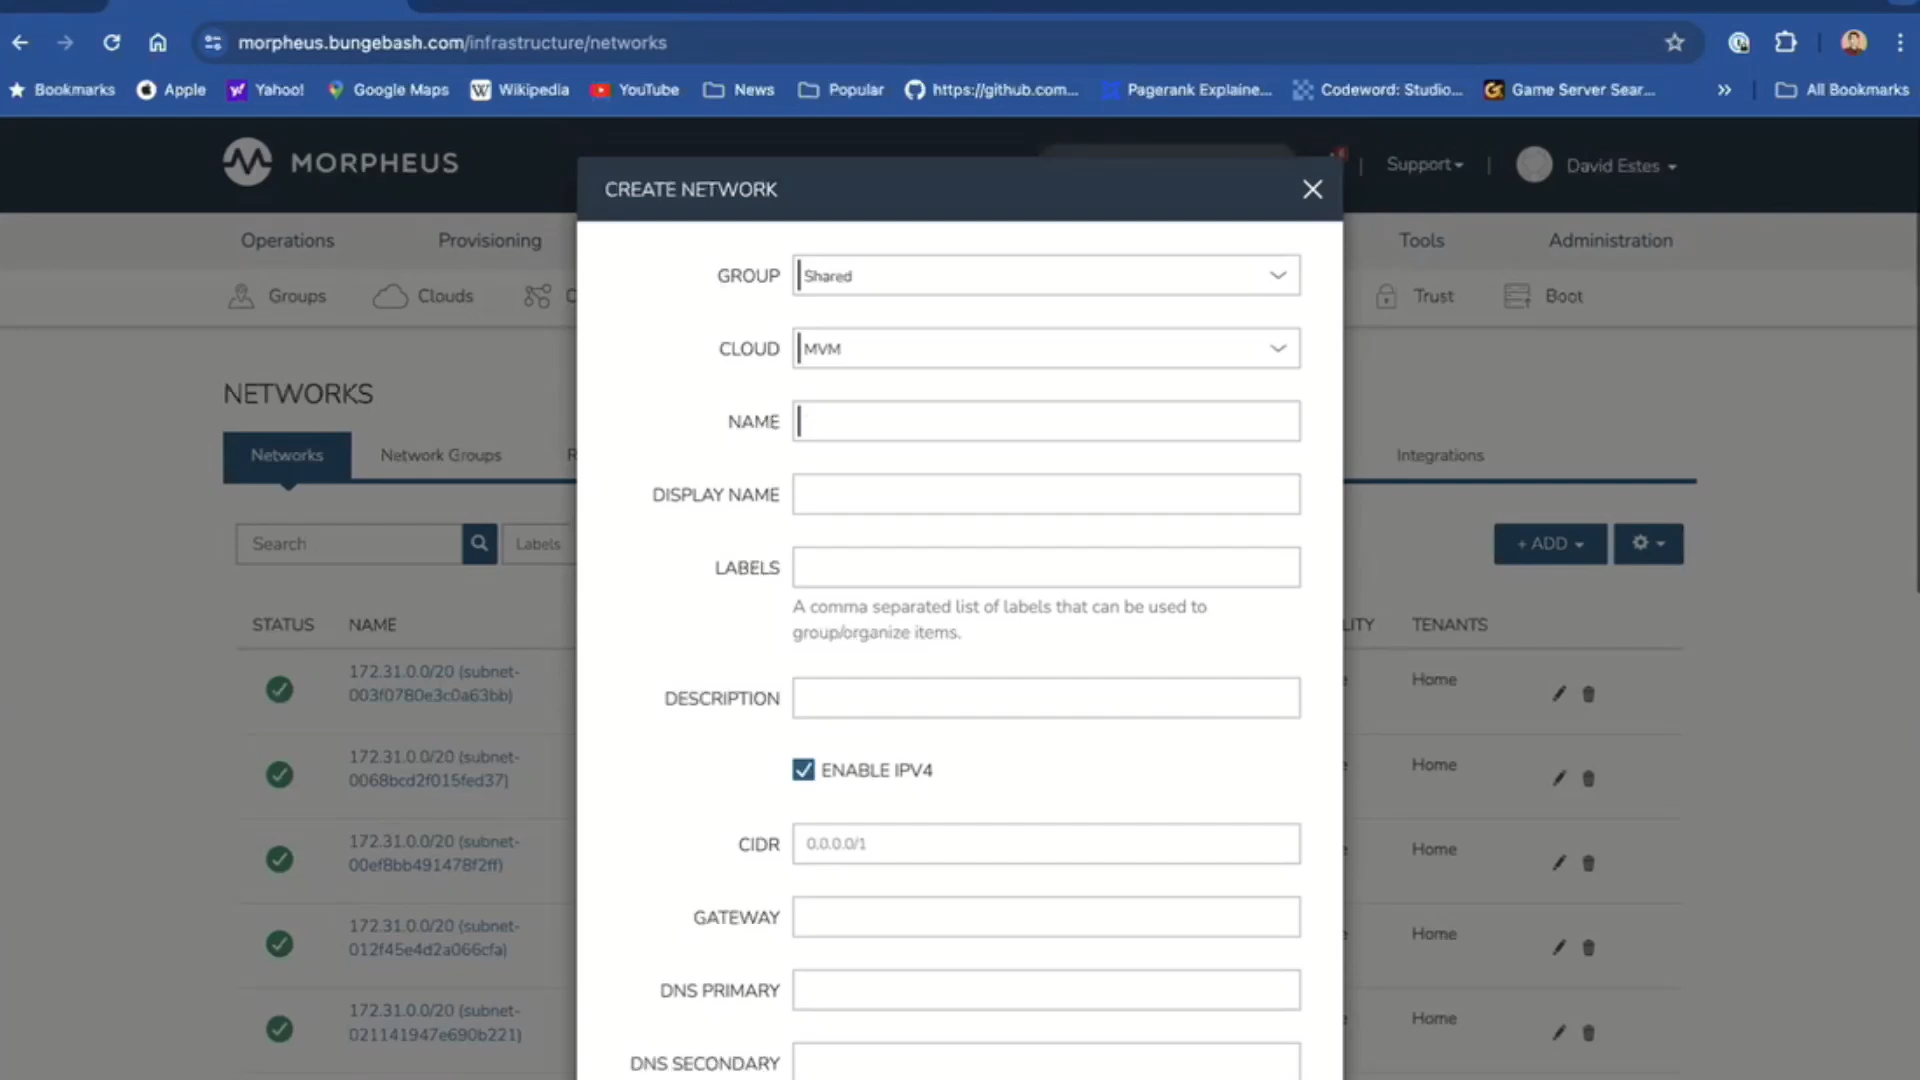 morpheus.bungebash.com/infrastructure/networks
Bookmarks Apple Yahoo! Google Maps Wikipedia YouTube News Popular https://github.com... Pagerank Explaine... Codeword: Studio... Game Server Sear... » All Bookmarks
MORPHEUS
Support
David Estes
CREATE NETWORK
Operations Provisioning Tools Administration
Groups Clouds Trust Boot
GROUP Shared
CLOUD MVM
NAME
DISPLAY NAME
LABELS
A comma separated list of labels that can be used to
group/organize items.
DESCRIPTION
ENABLE IPV4
CIDR 0.0.0.0/1
GATEWAY
DNS PRIMARY
DNS SECONDARY
NETWORKS
Networks Network Groups R Integrations
Search Labels + ADD
STATUS NAME LITY TENANTS
172.31.0.0/20 (subnet-
003f0780e3c0a63bb)
Home
172.31.0.0/20 (subnet-
0068bcd2f015fed37)
Home
172.31.0.0/20 (subnet-
00ef8bb491478f2ff)
Home
172.31.0.0/20 (subnet-
012f45e4d2a066cfa)
Home
172.31.0.0/20 (subnet-
021141947e690b221)
Home